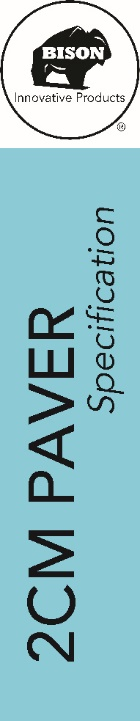 BISON
Innovative Products
®
2CM PAVER
Specification